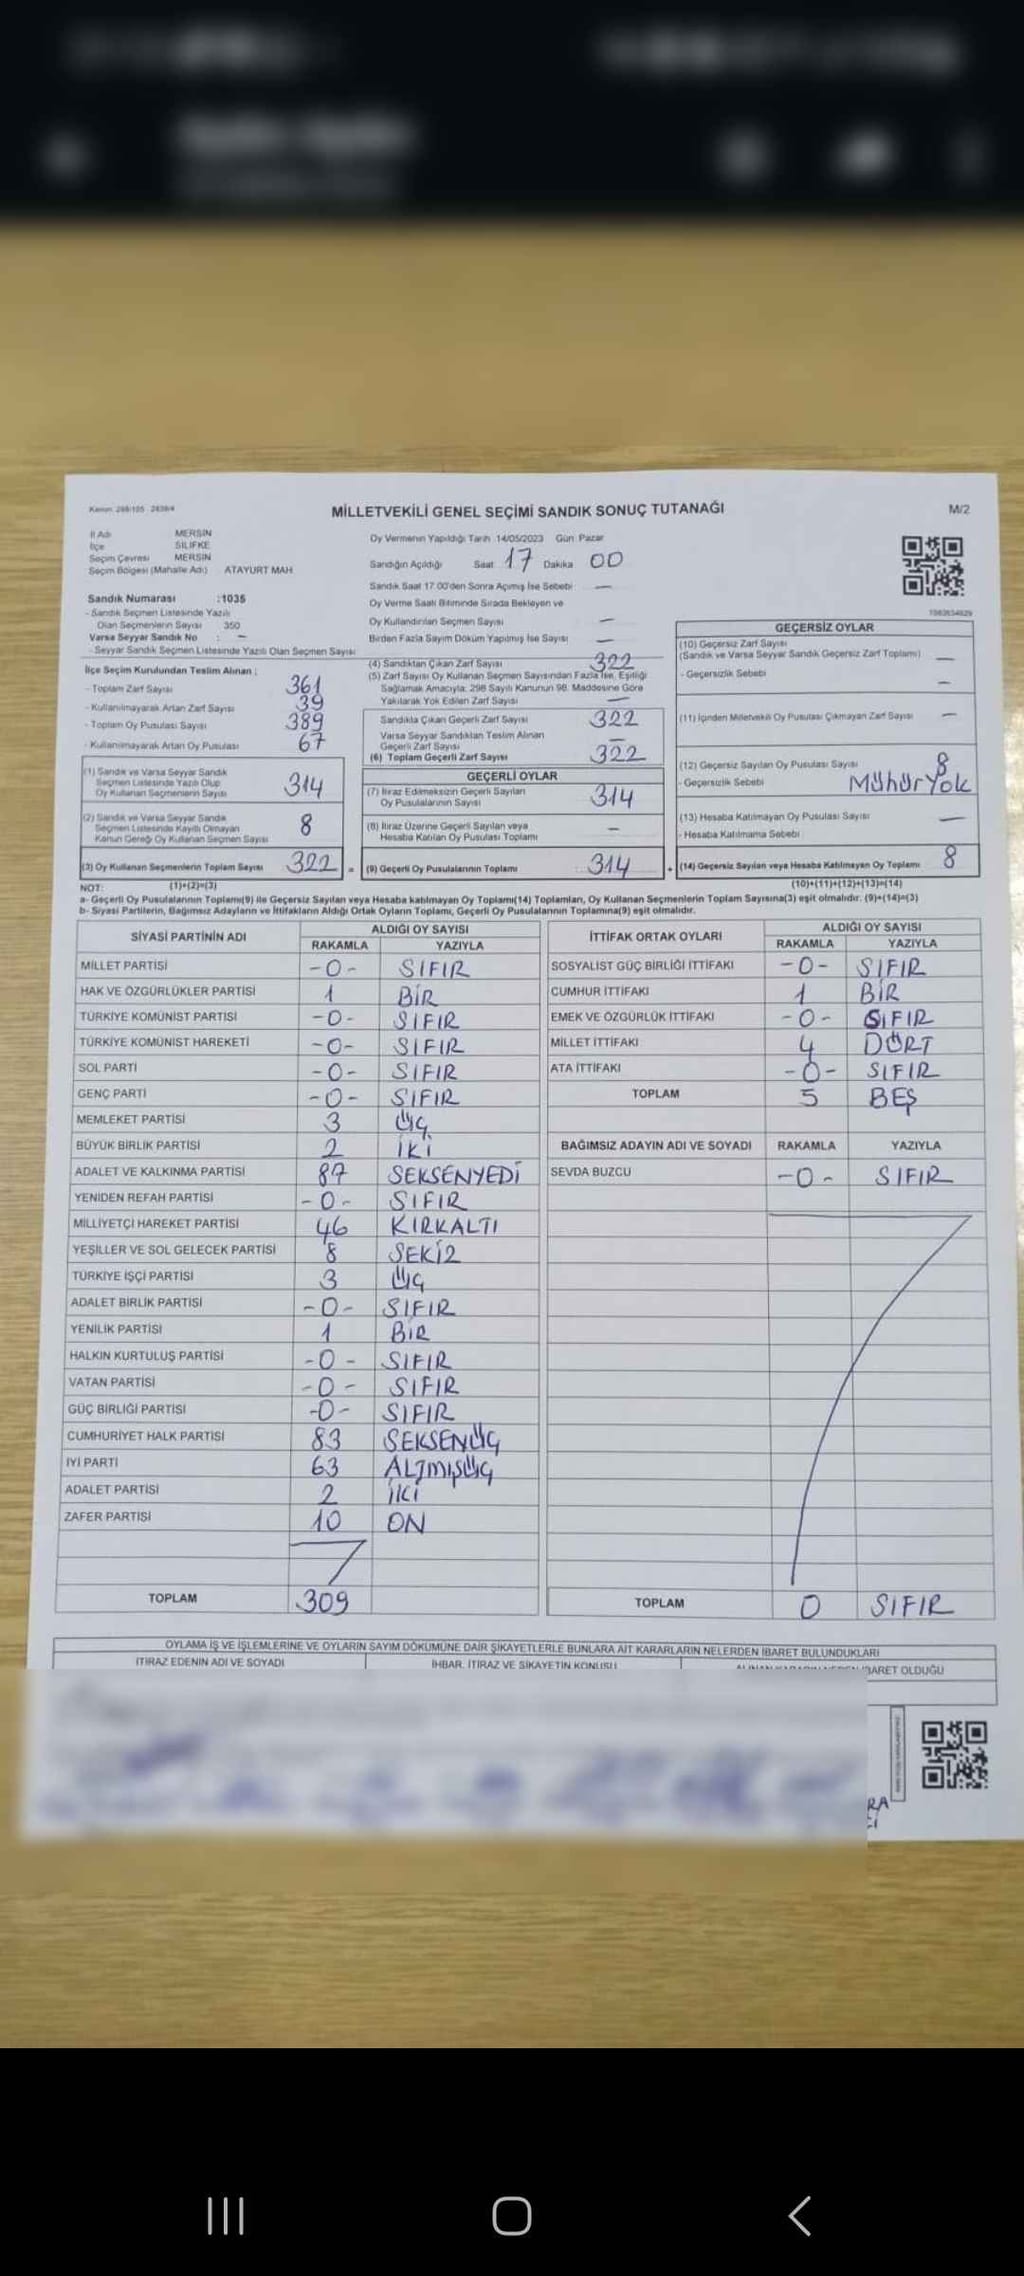 Kanun: 298/105 2839/4
MİLLETVEKİLİ GENEL SEÇİMİ SANDIK SONUÇ TUTANAĞI
M/2
İl Adı MERSİN
İlçe SİLİFKE
Seçim Çevresi MERSİN
Seçim Bölgesi (Mahalle Adı) ATAYURT MAH
Sandık Numarası :1035
- Sandık Seçmen Listesinde Yazılı
Olan Seçmenlerin Sayısı 350
Varsa Seyyar Sandık No : -
- Seyyar Sandık Seçmen Listesinde Yazılı Olan Seçmen Sayısı
Oy Vermenin Yapıldığı Tarih 14/05/2023 Gün Pazar
Sandığın Açıldığı Saat 17 Dakika 00
Sandık Saat 17:00'den Sonra Açımış İse Sebebi —
Oy Verme Saati Bitiminde Sırada Bekleyen ve
Oy Kullandırılan Seçmen Sayısı —
Birden Fazla Sayım Döküm Yapılmış İse Sayısı —
İlçe Seçim Kurulundan Teslim Alınan :
- Toplam Zarf Sayısı 361
- Kullanılmayarak Artan Zarf Sayısı 39
- Toplam Oy Pusulası Sayısı 389
- Kullanılmayarak Artan Oy Pusulası 67
(1) Sandık ve Varsa Seyyar Sandık
Seçmen Listesinde Yazılı Olup
Oy Kullanan Seçmenlerin Sayısı 314
(2) Sandık ve Varsa Seyyar Sandık
Seçmen Listesinde Kayıtlı Olmayan
Kanun Gereği Oy Kullanan Seçmen Sayısı 8
(3) Oy Kullanan Seçmenlerin Toplam Sayısı 322 =
(1)+(2)=(3)
(4) Sandıktan Çıkan Zarf Sayısı 322
(5) Zarf Sayısı Oy Kullanan Seçmen Sayısından Fazla İse, Eşitliği
Sağlamak Amacıyla; 298 Sayılı Kanunun 98. Maddesine Göre
Yakılarak Yok Edilen Zarf Sayısı —
Sandıkta Çıkan Geçerli Zarf Sayısı 322
Varsa Seyyar Sandıktan Teslim Alınan
Geçerli Zarf Sayısı —
(6) Toplam Geçerli Zarf Sayısı 322
GEÇERLİ OYLAR
(7) İtiraz Edilmeksizin Geçerli Sayılan
Oy Pusulalarının Sayısı 314
(8) İtiraz Üzerine Geçerli Sayılan veya
Hesaba Katılan Oy Pusulası Toplamı —
(9) Geçerli Oy Pusulalarının Toplamı 314 +
GEÇERSİZ OYLAR
(10) Geçersiz Zarf Sayısı
(Sandık ve Varsa Seyyar Sandık Geçersiz Zarf Toplamı) —
- Geçersizlik Sebebi —
(11) İçinden Milletvekili Oy Pusulası Çıkmayan Zarf Sayısı —
(12) Geçersiz Sayılan Oy Pusulası Sayısı 8
- Geçersizlik Sebebi Mühür Yok
(13) Hesaba Katılmayan Oy Pusulası Sayısı —
- Hesaba Katılmama Sebebi
(14) Geçersiz Sayılan veya Hesaba Katılmayan Oy Toplamı 8
(10)+(11)+(12)+(13)=(14)
NOT:
a- Geçerli Oy Pusulalarının Toplamı(9) ile Geçersiz Sayılan veya Hesaba Katılmayan Oy Toplamı(14) Toplamları, Oy Kullanan Seçmenlerin Toplam Sayısına(3) eşit olmalıdır. (9)+(14)=(3)
b- Siyasi Partilerin, Bağımsız Adayların ve İttifakların Aldığı Ortak Oyların Toplamı, Geçerli Oy Pusulalarının Toplamına(9) eşit olmalıdır.
SİYASİ PARTİNİN ADI ALDIĞI OY SAYISI
RAKAMLA YAZIYLA
MİLLET PARTİSİ -0- SIFIR
HAK VE ÖZGÜRLÜKLER PARTİSİ 1 BİR
TÜRKİYE KOMÜNİST PARTİSİ -0- SIFIR
TÜRKİYE KOMÜNİST HAREKETİ -0- SIFIR
SOL PARTİ -0- SIFIR
GENÇ PARTİ -0- SIFIR
MEMLEKET PARTİSİ 3 ÜÇ
BÜYÜK BİRLİK PARTİSİ 2 İKİ
ADALET VE KALKINMA PARTİSİ 87 SEKSENYEDİ
YENİDEN REFAH PARTİSİ -0- SIFIR
MİLLİYETÇİ HAREKET PARTİSİ 46 KIRKALTI
YEŞİLLER VE SOL GELECEK PARTİSİ 8 SEKİZ
TÜRKİYE İŞÇİ PARTİSİ 3 ÜÇ
ADALET BİRLİK PARTİSİ -0- SIFIR
YENİLİK PARTİSİ 1 BİR
HALKIN KURTULUŞ PARTİSİ -0- SIFIR
VATAN PARTİSİ -0- SIFIR
GÜÇ BİRLİĞİ PARTİSİ -0- SIFIR
CUMHURİYET HALK PARTİSİ 83 SEKSENÜÇ
İYİ PARTİ 63 ALTMIŞÜÇ
ADALET PARTİSİ 2 İKİ
ZAFER PARTİSİ 10 ON
TOPLAM 309
İTTİFAK ORTAK OYLARI ALDIĞI OY SAYISI
RAKAMLA YAZIYLA
SOSYALİST GÜÇ BİRLİĞİ İTTİFAKI -0- SIFIR
CUMHUR İTTİFAKI 1 BİR
EMEK VE ÖZGÜRLÜK İTTİFAKI -0- SIFIR
MİLLET İTTİFAKI 4 DÖRT
ATA İTTİFAKI -0- SIFIR
TOPLAM 5 BEŞ
BAĞIMSIZ ADAYIN ADI VE SOYADI RAKAMLA YAZIYLA
SEVDA BUZCU -0- SIFIR
TOPLAM 0 SIFIR
OYLAMA İŞ VE İŞLEMLERİNE VE OYLARIN SAYIM DÖKÜMÜNE DAİR ŞİKAYETLERLE BUNLARA AİT KARARLARIN NELERDEN İBARET BULUNDUKLARI
İTİRAZ EDENİN ADI VE SOYADI
İHBAR, İTİRAZ VE ŞİKAYETİN KONUSU
İBARET OLDUĞU
RA